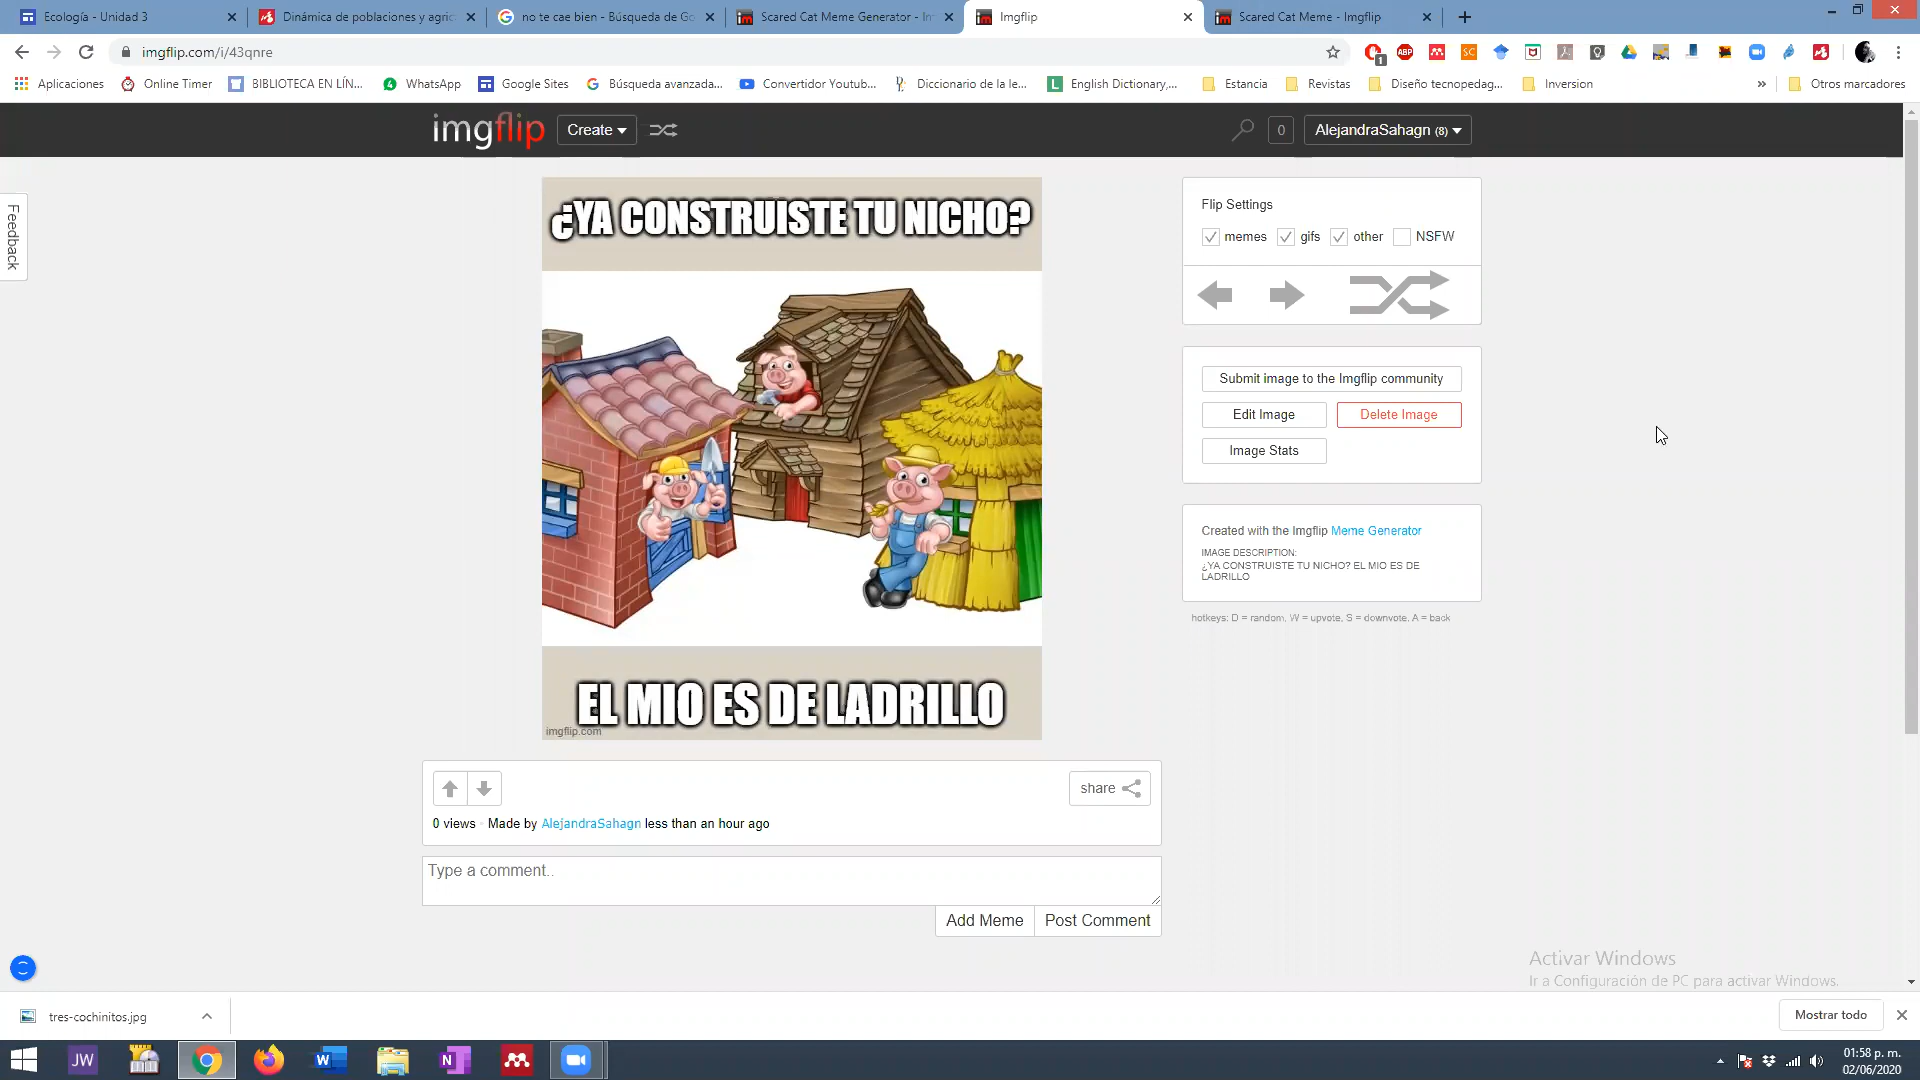 Ecología - Unidad 3
Dinámica de poblaciones y agric
no te cae bien - Búsqueda de Go
Scared Cat Meme Generator - Im
Imgflip
Scared Cat Meme - Imgflip
imgflip.com/i/43qnre
Aplicaciones
Online Timer
BIBLIOTECA EN LÍN...
WhatsApp
Google Sites
Búsqueda avanzada...
Convertidor Youtub...
Diccionario de la le...
English Dictionary,...
Estancia
Revistas
Diseño tecnopedag...
Inversion
»
Otros marcadores
imgflip
Create
0
AlejandraSahagn (8)
Feedback
¿YA CONSTRUISTE TU NICHO?
EL MIO ES DE LADRILLO
imgflip.com
Flip Settings
memes gifs other NSFW
Submit image to the Imgflip community
Edit Image
Delete Image
Image Stats
Created with the Imgflip Meme Generator
IMAGE DESCRIPTION:
¿YA CONSTRUISTE TU NICHO? EL MIO ES DE
LADRILLO
hotkeys: D = random, W = upvote, S = downvote, A = back
share
0 views - Made by AlejandraSahagn less than an hour ago
Type a comment..
Add Meme
Post Comment
Activar Windows
Ir a Configuración de PC para activar Windows.
tres-cochinitos.jpg
Mostrar todo
JW
01:58 p. m.
02/06/2020